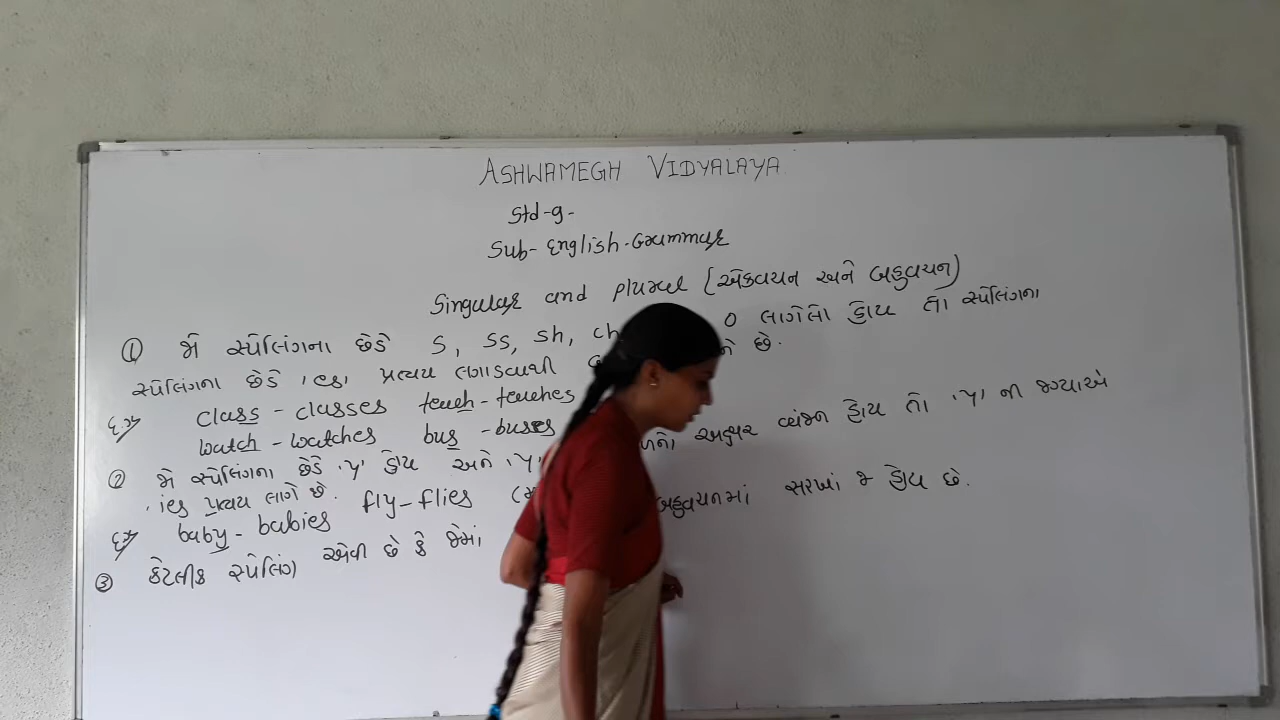 ASHWAMEGH VIDYALAYA
Std-9-
Sub- English-Grammar
Singular and plural (એકવચન અને બહુવચન)
① જો સ્પેલિંગના છેડે s, ss, sh, ch o લાગેલો હોય તો સ્પેલિંગના
સ્પેલિંગના છેડે 'es' પ્રત્યય લગાડવાથી છે.
દા.ત class - classes teach - teaches
watch - watches bus - buses
② જો સ્પેલિંગના છેડે 'y' હોય અને 'y' અક્ષર વ્યંજન હોય તો 'y' ની જગ્યાએ
'ies પ્રત્યય લાગે છે.
દા.ત baby - babies fly - flies
③ કેટલીક સ્પેલિંગ એવી છે કે જેમાં બહુવચનમાં સરખાં જ હોય છે.